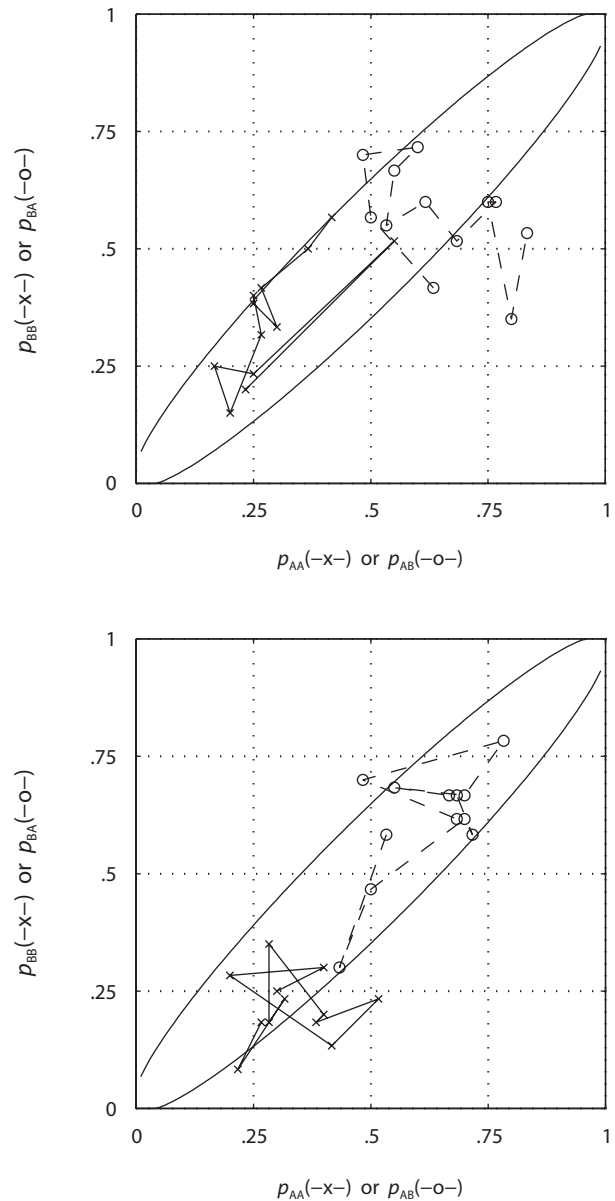 1
.75
.5
.25
0
p_BB(–x–) or p_BA(–o–)
0 .25 .5 .75 1
p_AA(–x–) or p_AB(–o–)
1
.75
.5
.25
0
p_BB(–x–) or p_BA(–o–)
0 .25 .5 .75 1
p_AA(–x–) or p_AB(–o–)